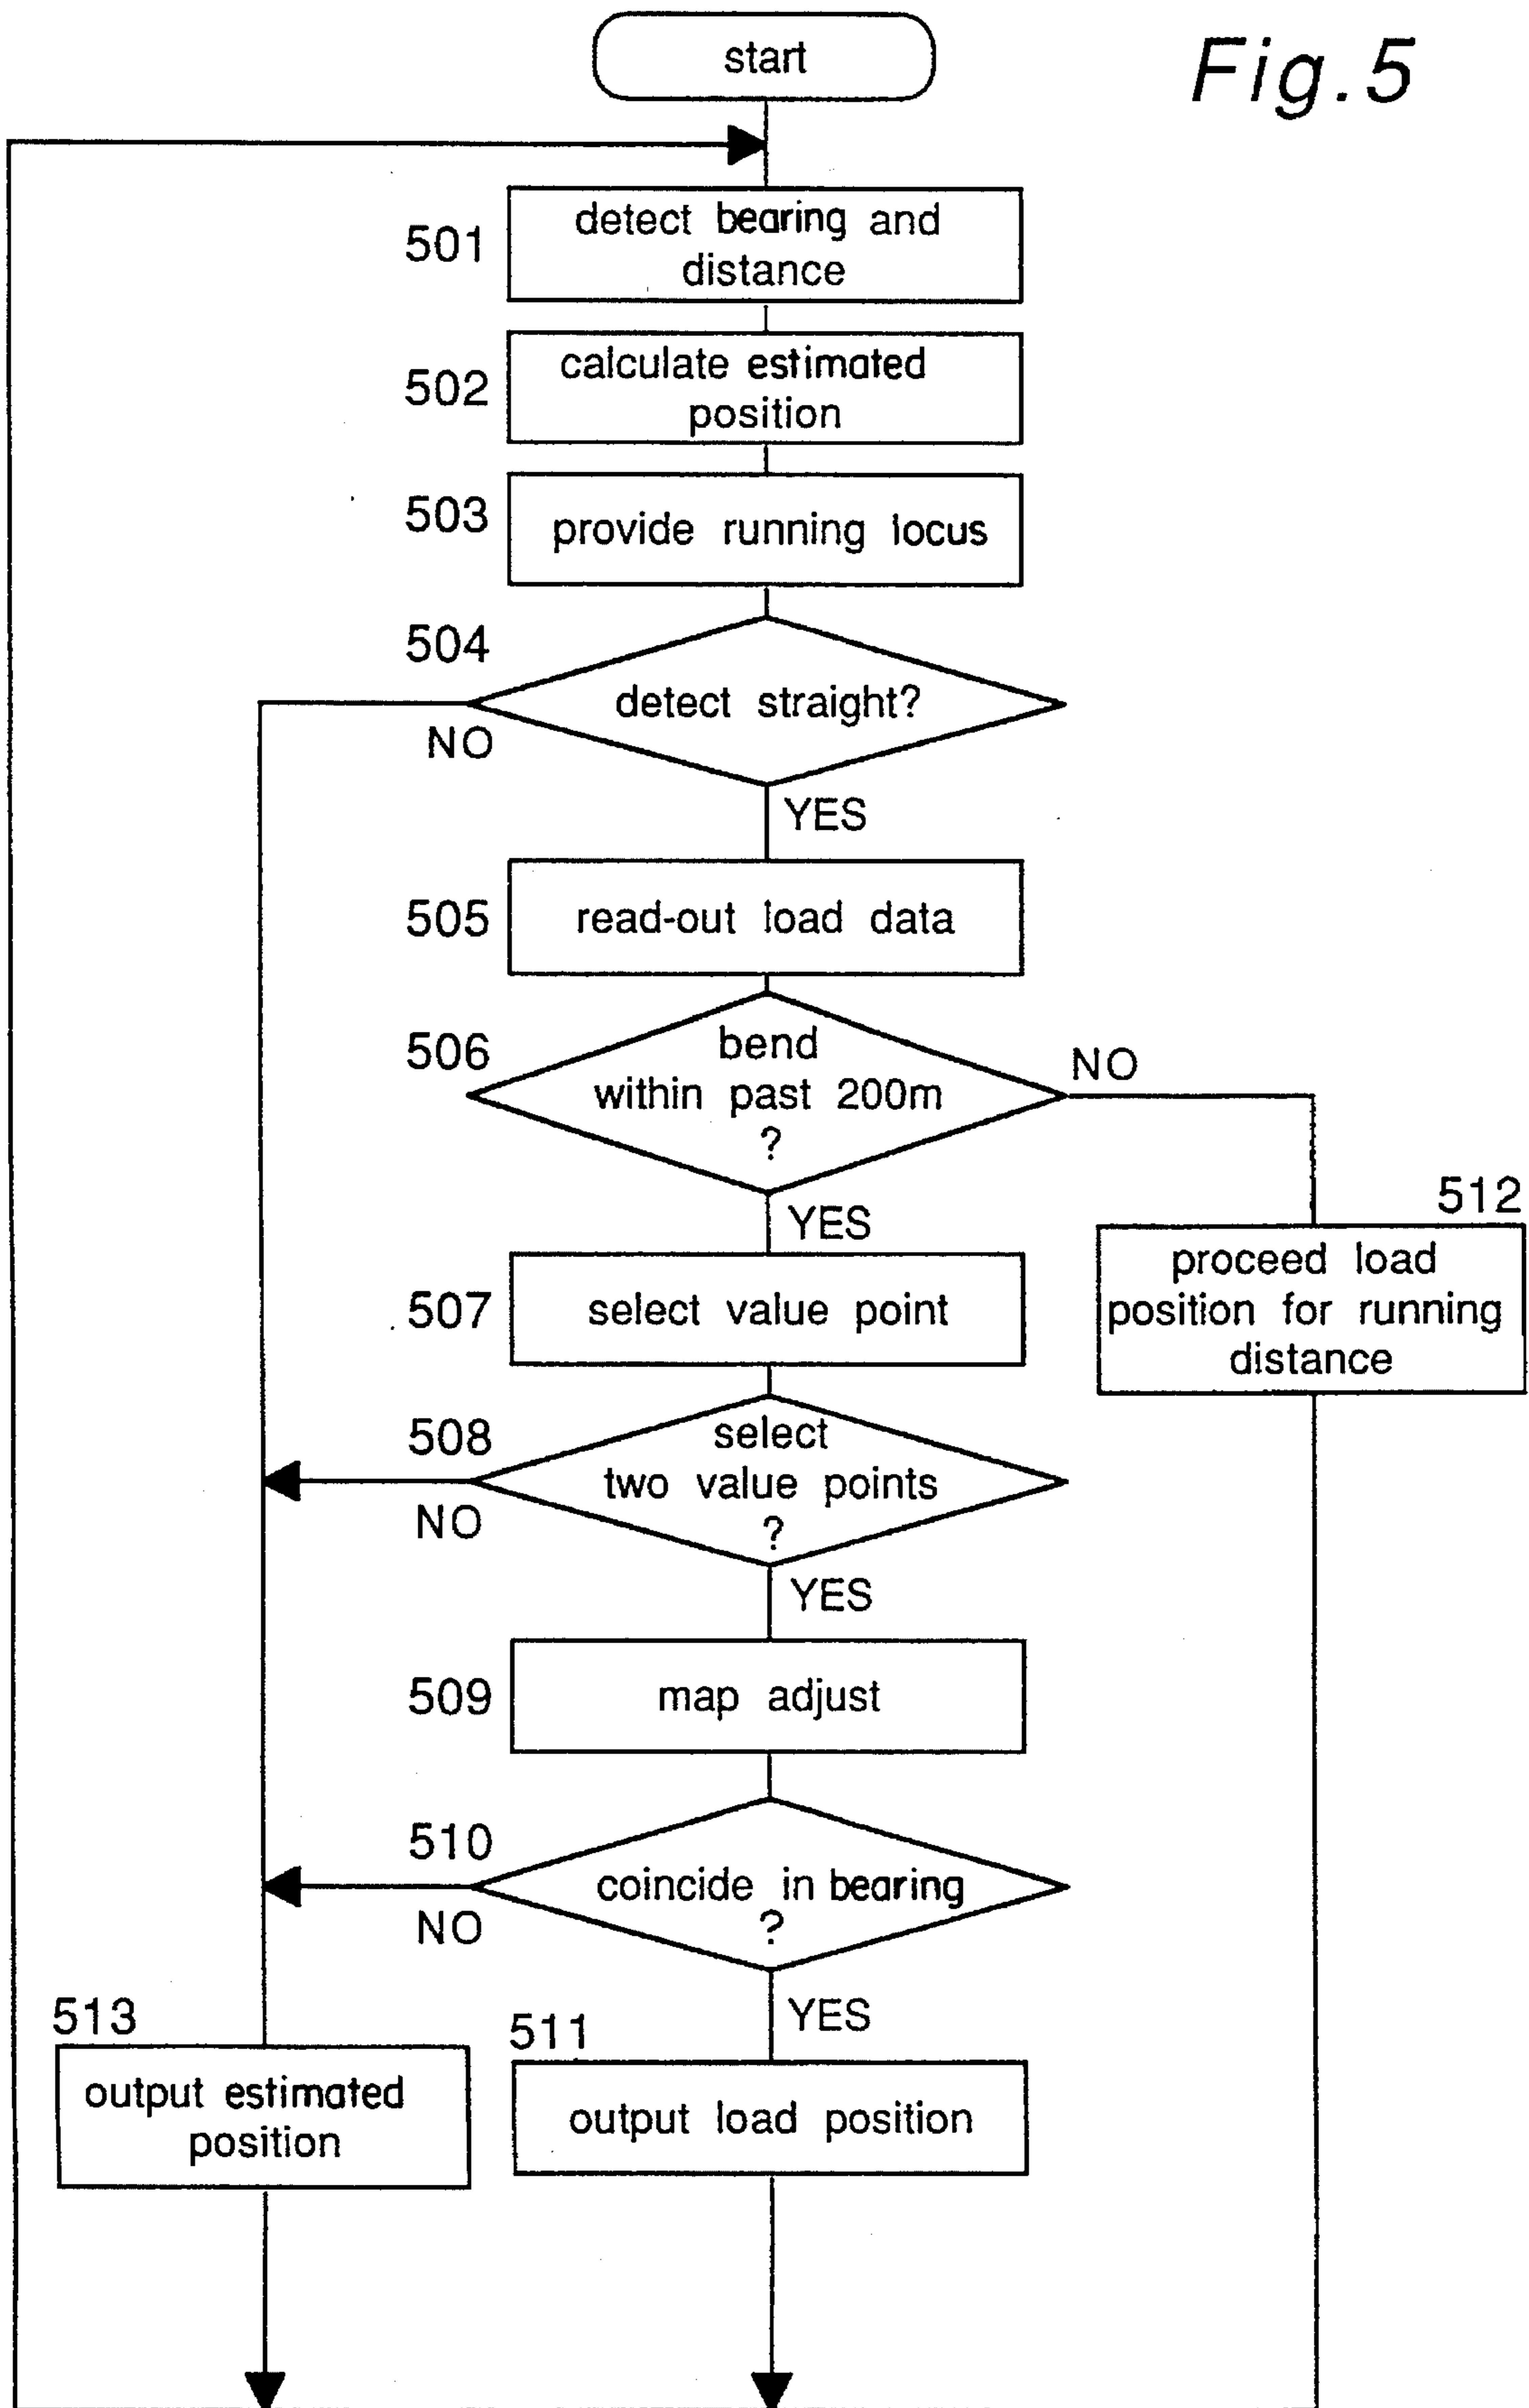 Fig.5
start
501
detect bearing and
distance
502
calculate estimated
position
503
provide running locus
504
detect straight?
NO
YES
505
read-out load data
506
bend
within past 200m
?
NO
YES
512
proceed load
position for running
distance
507
select value point
508
select
two value points
?
NO
YES
509
map adjust
510
coincide in bearing
?
NO
YES
513
output estimated
position
511
output load position